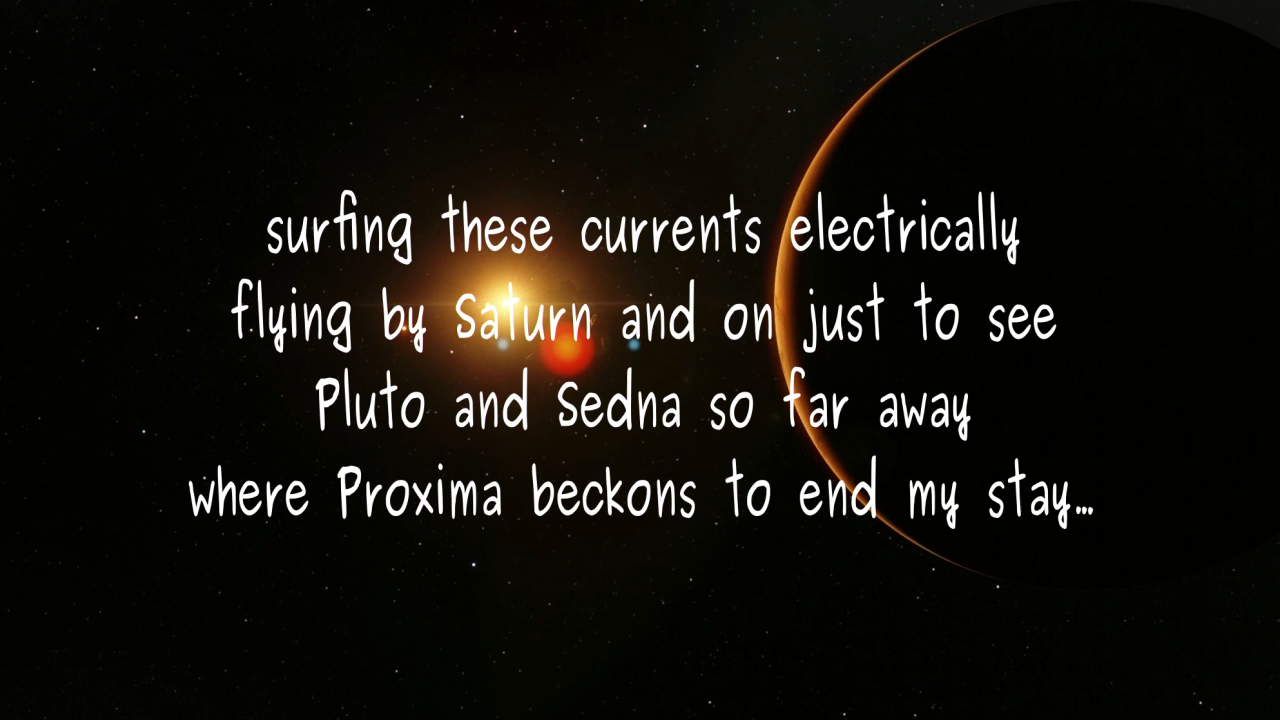 surfing these currents electrically
flying by Saturn and on just to see
Pluto and Sedna so far away
where Proxima beckons to end my stay...